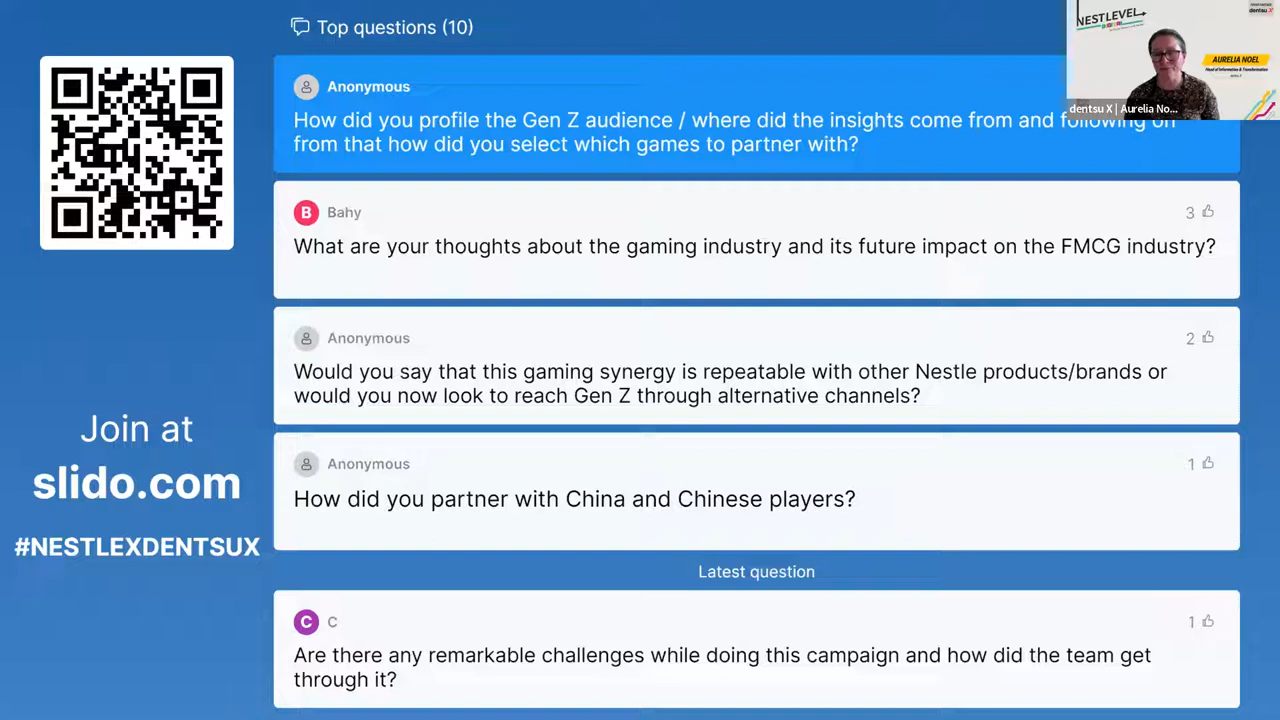 Top questions (10)
Anonymous
How did you profile the Gen Z audience / where did the insights come from and following on
from that how did you select which games to partner with?
NESTLEVEL
AURELIA NOEL
dentsu X | Aurelia No...
B Bahy
3
What are your thoughts about the gaming industry and its future impact on the FMCG industry?
Anonymous
2
Would you say that this gaming synergy is repeatable with other Nestle products/brands or
would you now look to reach Gen Z through alternative channels?
Join at
slido.com
#NESTLEXDENTSUX
Anonymous
1
How did you partner with China and Chinese players?
Latest question
C C
1
Are there any remarkable challenges while doing this campaign and how did the team get
through it?